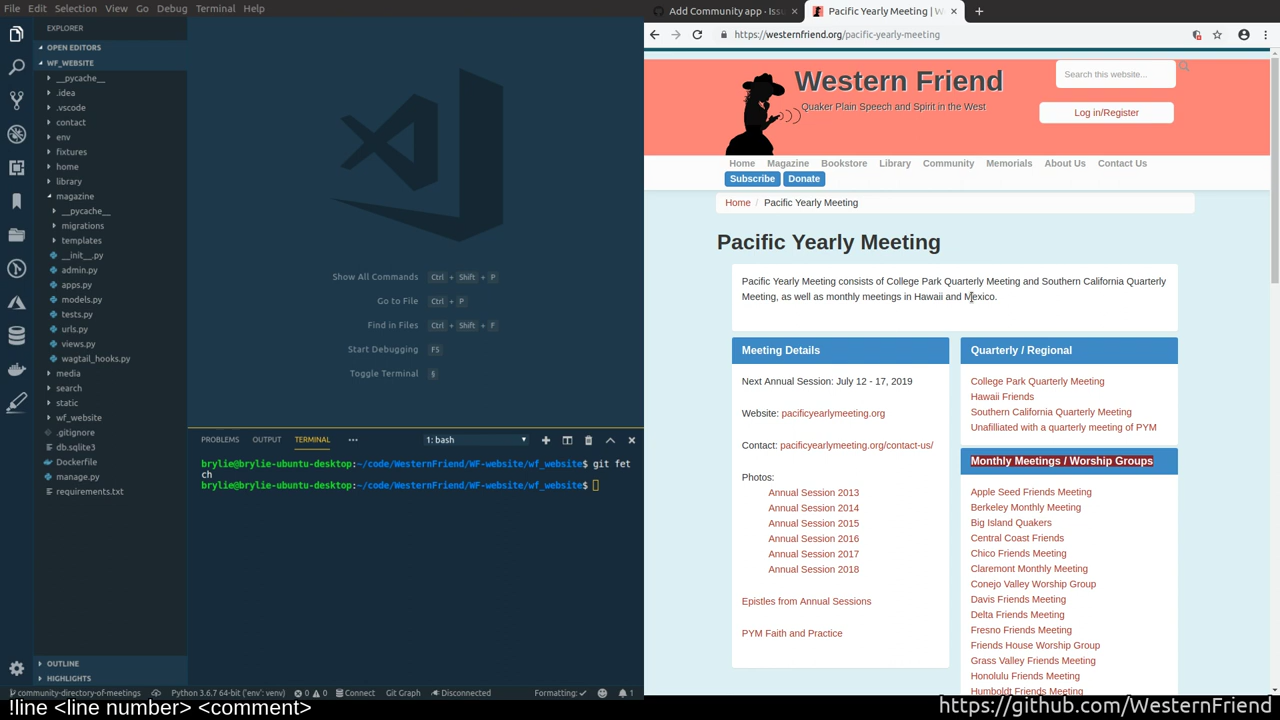 File Edit Selection View Go Debug Terminal Help
EXPLORER
OPEN EDITORS
WF_WEBSITE
__pycache__
.idea
.vscode
contact
env
fixtures
home
library
magazine
__pycache__
migrations
templates
__init__.py
admin.py
apps.py
models.py
tests.py
urls.py
views.py
wagtail_hooks.py
media
search
static
wf_website
.gitignore
db.sqlite3
Dockerfile
manage.py
requirements.txt
OUTLINE
HIGHLIGHTS
Show All Commands Ctrl + Shift + P
Go to File Ctrl + P
Find in Files Ctrl + Shift + F
Start Debugging F5
Toggle Terminal §
PROBLEMS OUTPUT TERMINAL ... 1: bash
brylie@brylie-ubuntu-desktop:~/code/WesternFriend/WF-website/wf_website$ git fet
ch
brylie@brylie-ubuntu-desktop:~/code/WesternFriend/WF-website/wf_website$
community-directory-of-meetings Python 3.6.7 64-bit ('env': venv) 0 0 Connect Git Graph Disconnected Formatting: ✓ 1
!line <line number> <comment>
Add Community app · Issu
Pacific Yearly Meeting | W
https://westernfriend.org/pacific-yearly-meeting
Western Friend
Quaker Plain Speech and Spirit in the West
Search this website...
Log in/Register
Home Magazine Bookstore Library Community Memorials About Us Contact Us
Subscribe Donate
Home / Pacific Yearly Meeting
Pacific Yearly Meeting
Pacific Yearly Meeting consists of College Park Quarterly Meeting and Southern California Quarterly
Meeting, as well as monthly meetings in Hawaii and Mexico.
Meeting Details
Next Annual Session: July 12 - 17, 2019
Website: pacificyearlymeeting.org
Contact: pacificyearlymeeting.org/contact-us/
Photos:
Annual Session 2013
Annual Session 2014
Annual Session 2015
Annual Session 2016
Annual Session 2017
Annual Session 2018
Epistles from Annual Sessions
PYM Faith and Practice
Quarterly / Regional
College Park Quarterly Meeting
Hawaii Friends
Southern California Quarterly Meeting
Unafilliated with a quarterly meeting of PYM
Monthly Meetings / Worship Groups
Apple Seed Friends Meeting
Berkeley Monthly Meeting
Big Island Quakers
Central Coast Friends
Chico Friends Meeting
Claremont Monthly Meeting
Conejo Valley Worship Group
Davis Friends Meeting
Delta Friends Meeting
Fresno Friends Meeting
Friends House Worship Group
Grass Valley Friends Meeting
Honolulu Friends Meeting
Humboldt Friends Meeting
https://github.com/WesternFriend